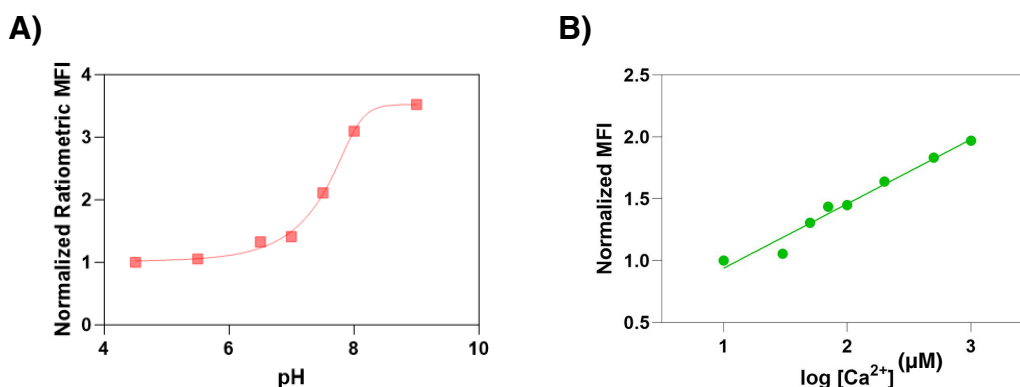 A)
Normalized Ratiometric MFI
4
3
2
1
0
4
6
8
10
pH
B)
Normalized MFI
2.5
2.0
1.5
1.0
0.5
1
2
3
log [Ca²⁺] (µM)